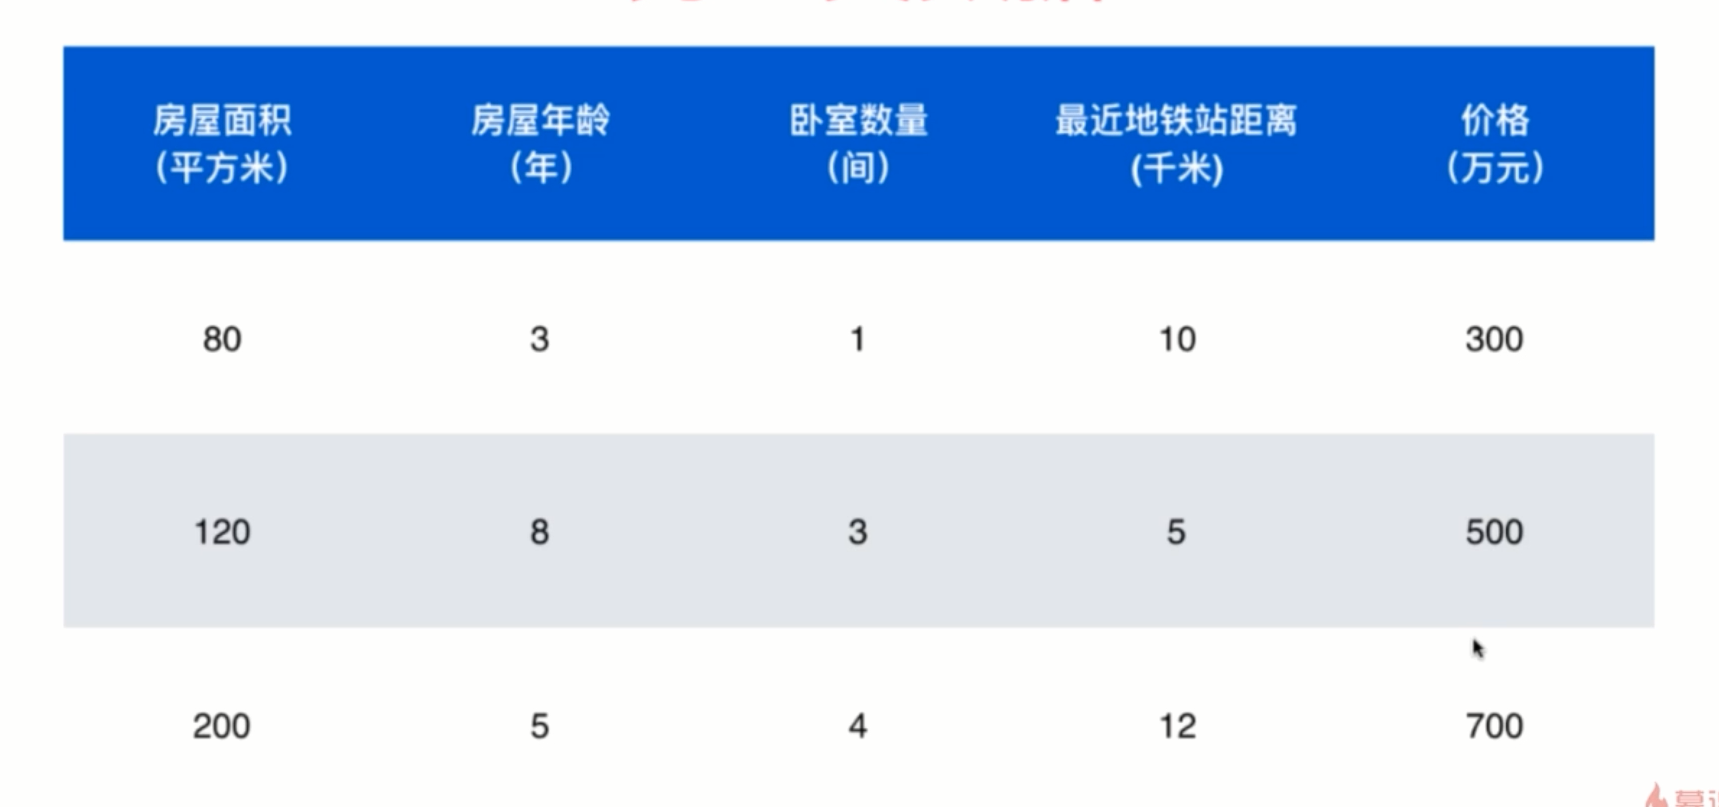 房屋面积 房屋年龄 卧室数量 最近地铁站距离 价格
（平方米） （年） （间） (千米) （万元）
80 3 1 10 300
120 8 3 5 500
200 5 4 12 700